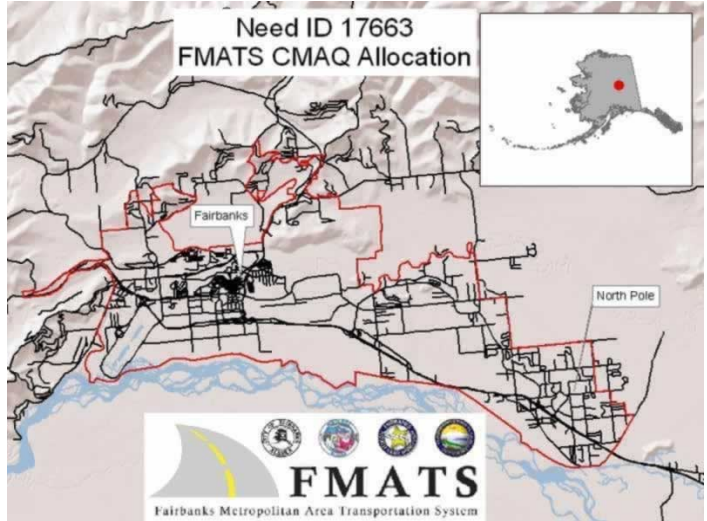 Need ID 17663
FMATS CMAQ Allocation
Fairbanks
North Pole
FMATS
Fairbanks Metropolitan Area Transportation System